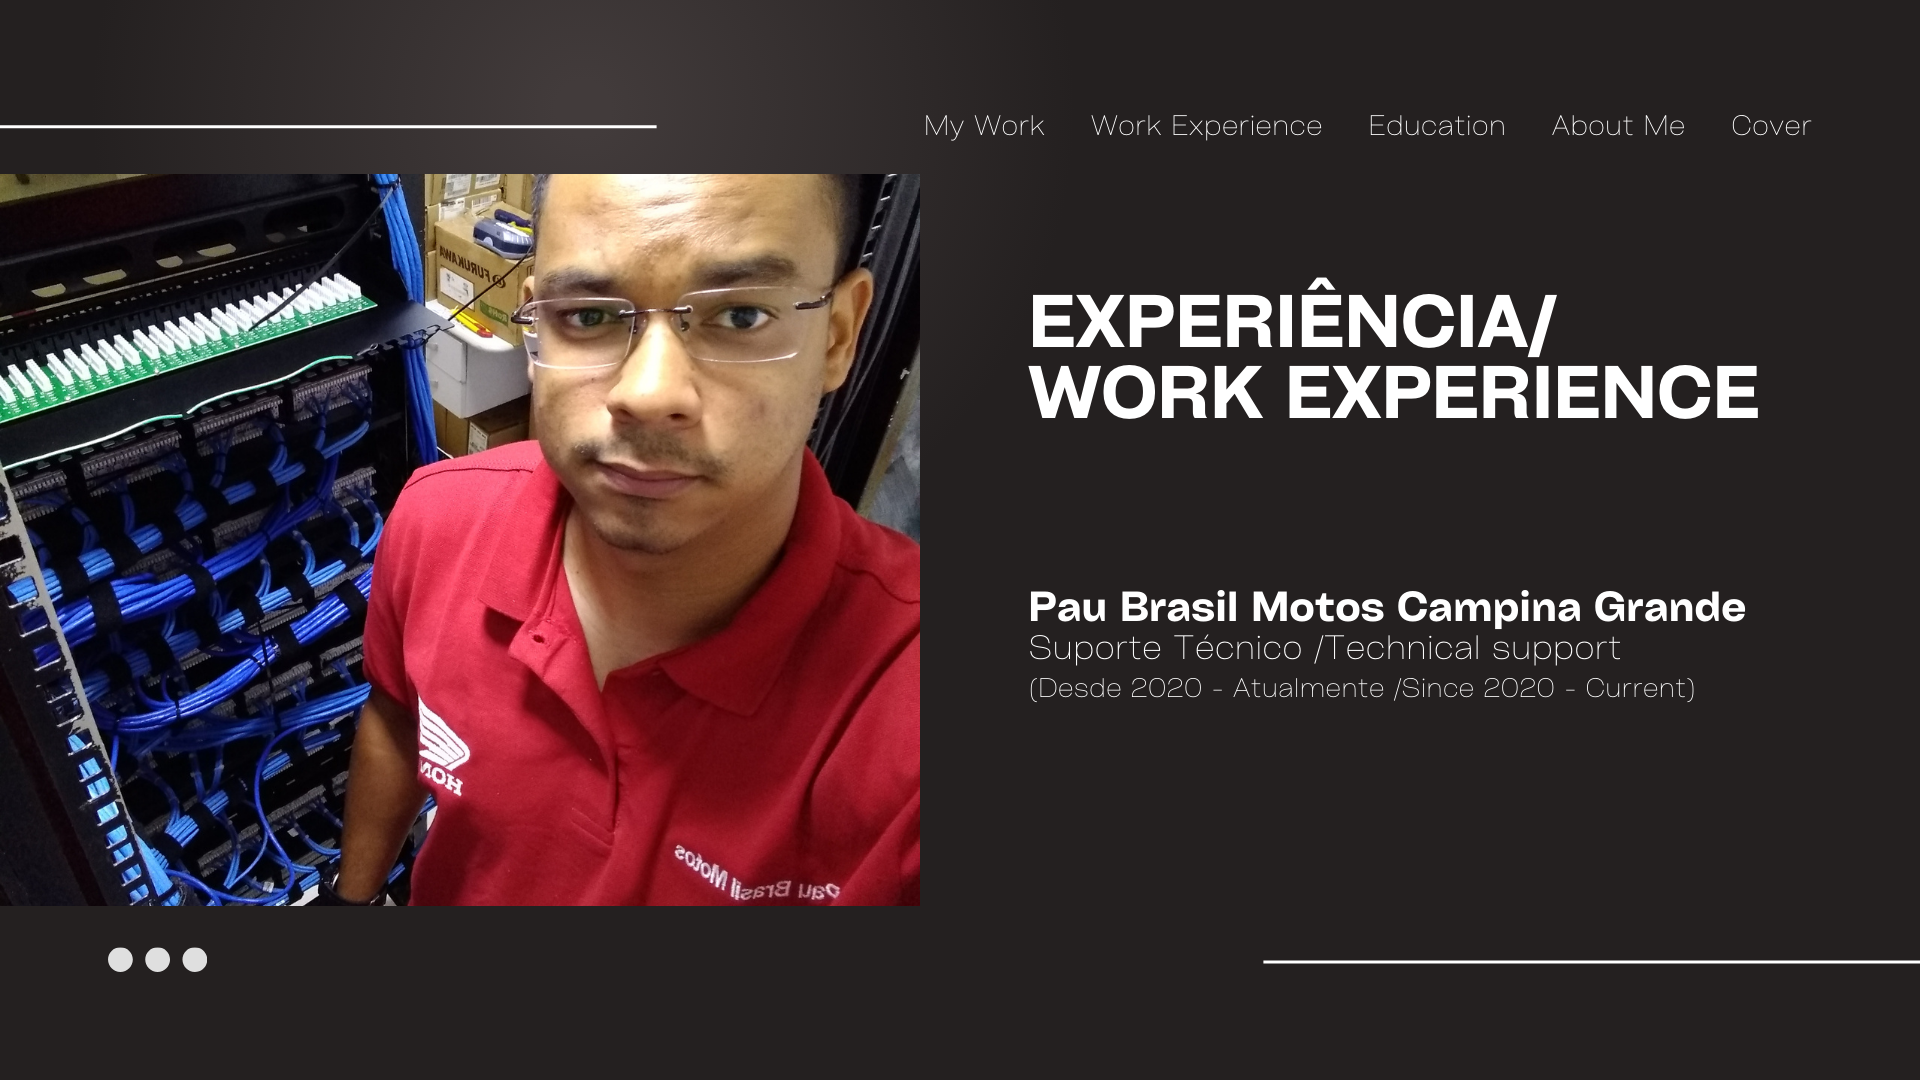 My Work Work Experience Education About Me Cover
EXPERIÊNCIA/
WORK EXPERIENCE
Pau Brasil Motos Campina Grande
Suporte Técnico /Technical support
(Desde 2020 - Atualmente /Since 2020 - Current)
FURUKAWA
RoHS
HON
Pau Brasil Motos